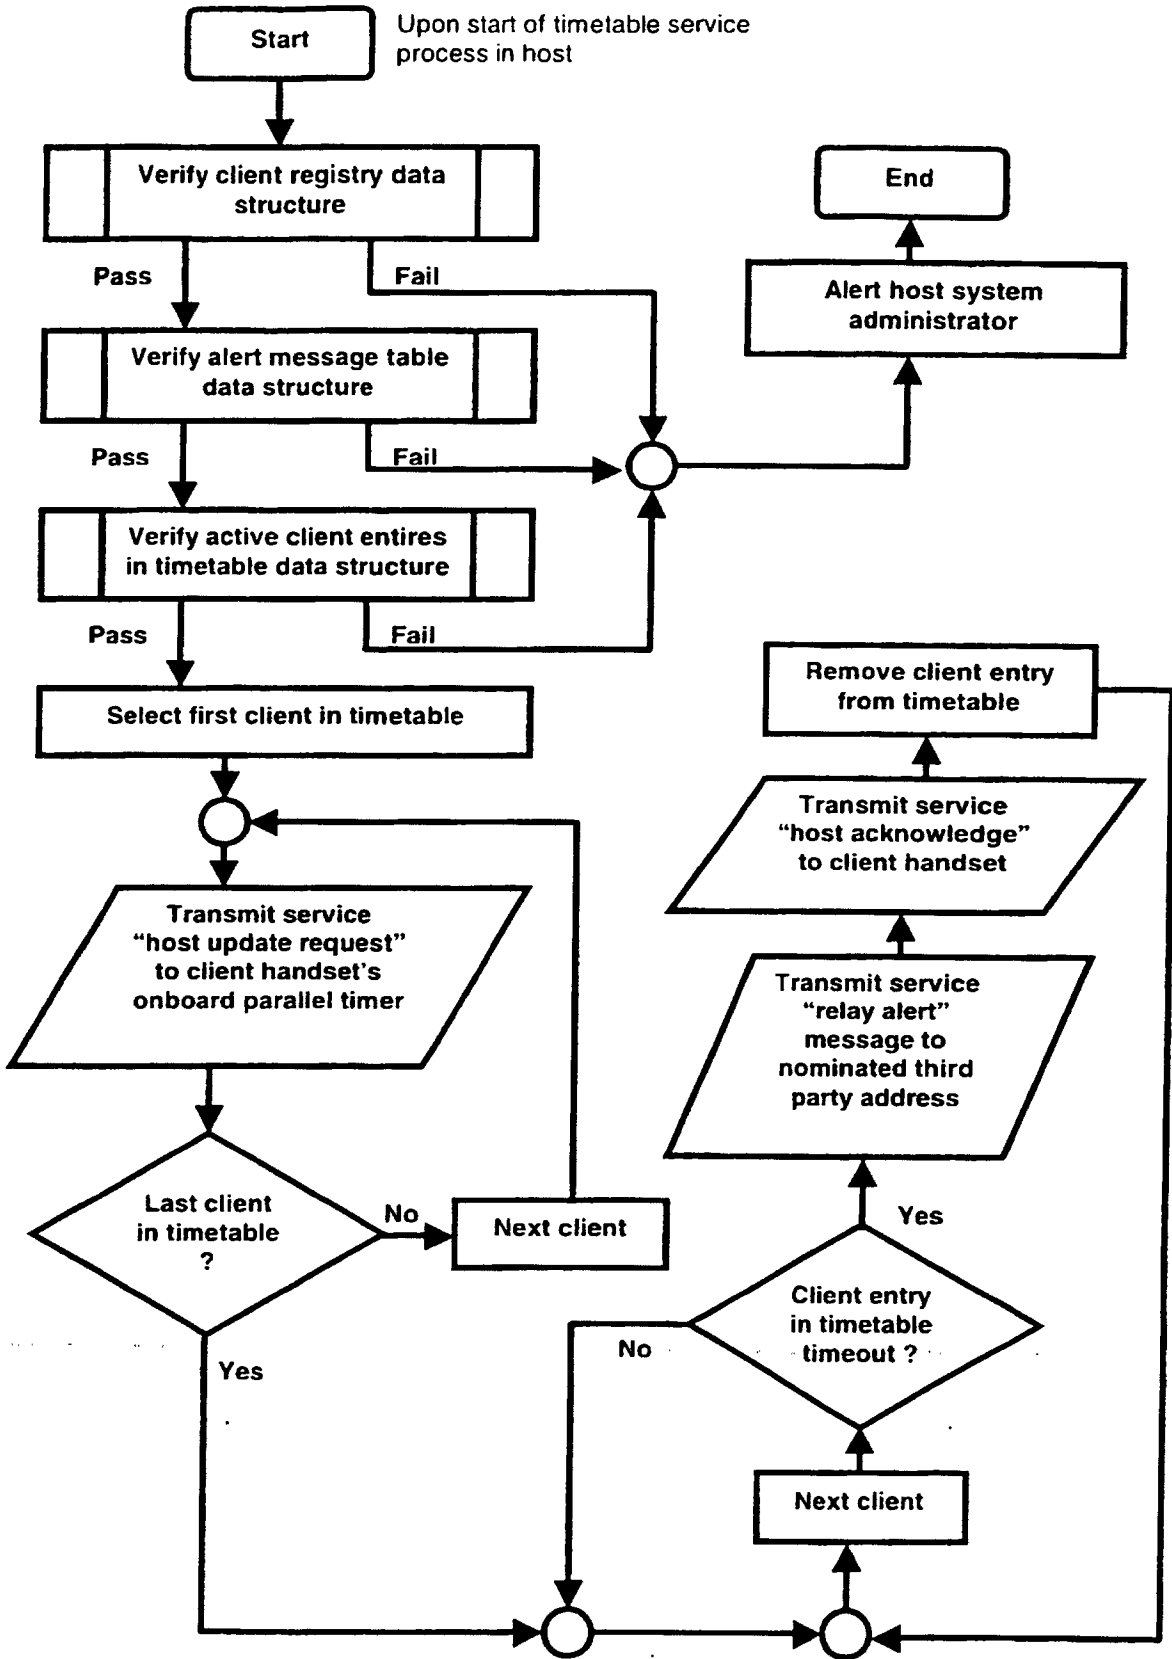 Start
Upon start of timetable service
process in host
Verify client registry data
structure
End
Pass
Fail
Alert host system
administrator
Verify alert message table
data structure
Pass
Fail
Verify active client entires
in timetable data structure
Pass
Fail
Select first client in timetable
Remove client entry
from timetable
Transmit service
“host acknowledge”
to client handset
Transmit service
“host update request”
to client handset's
onboard parallel timer
Transmit service
“relay alert”
message to
nominated third
party address
Last client
in timetable
?
No
Next client
Yes
Yes
Client entry
in timetable
timeout ?
No
Next client